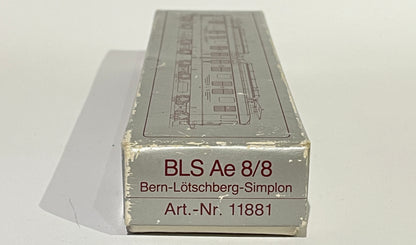 BLS Ae 8/8
Bern-Lötschberg-Simplon
Art.-Nr. 11881